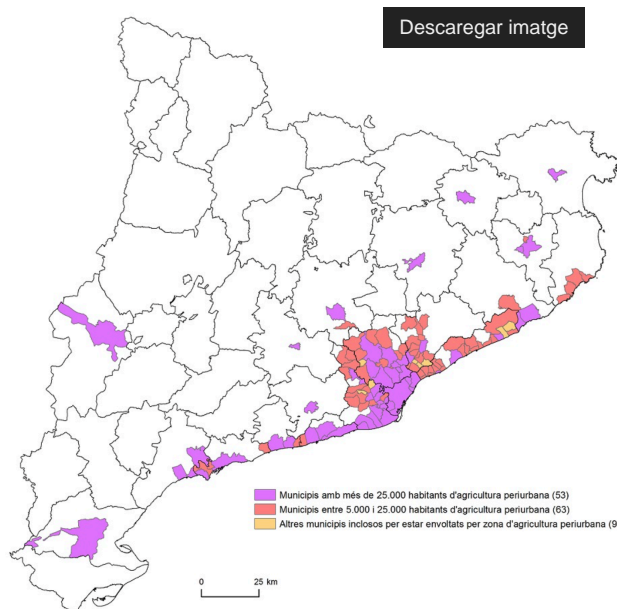 Descaregar imatge
Municipis amb més de 25.000 habitants d'agricultura periurbana (53)
Municipis entre 5.000 i 25.000 habitants d'agricultura periurbana (63)
Altres municipis inclosos per estar envoltats per zona d'agricultura periurbana (9
0 25 km